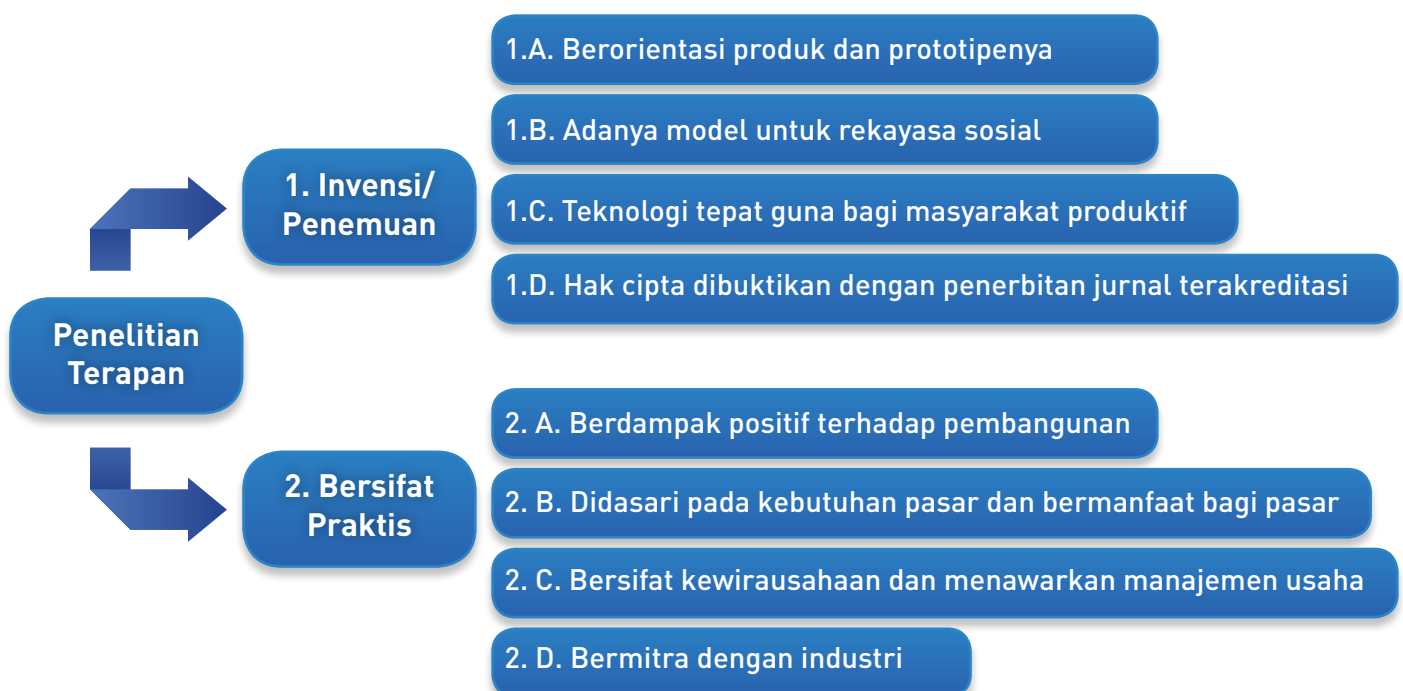 Penelitian
Terapan
1. Invensi/
Penemuan
1.A. Berorientasi produk dan prototipenya
1.B. Adanya model untuk rekayasa sosial
1.C. Teknologi tepat guna bagi masyarakat produktif
1.D. Hak cipta dibuktikan dengan penerbitan jurnal terakreditasi
2. Bersifat
Praktis
2. A. Berdampak positif terhadap pembangunan
2. B. Didasari pada kebutuhan pasar dan bermanfaat bagi pasar
2. C. Bersifat kewirausahaan dan menawarkan manajemen usaha
2. D. Bermitra dengan industri